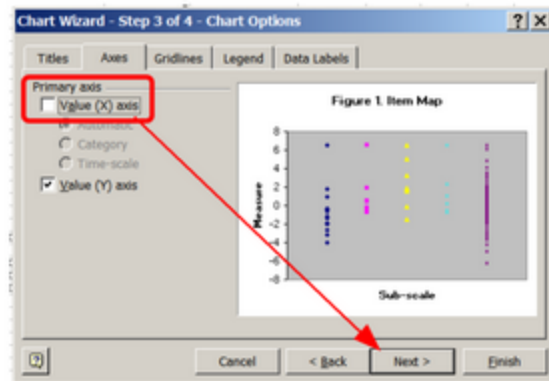 Chart Wizard - Step 3 of 4 - Chart Options
Titles Axes Gridlines Legend Data Labels
Primary axis
Value (X) axis
Automatic
Category
Time-scale
Value (Y) axis
Figure 1. Item Map
Measure
8
6
4
2
0
-2
-4
-6
-8
Sub-scale
Cancel < Back Next > Finish